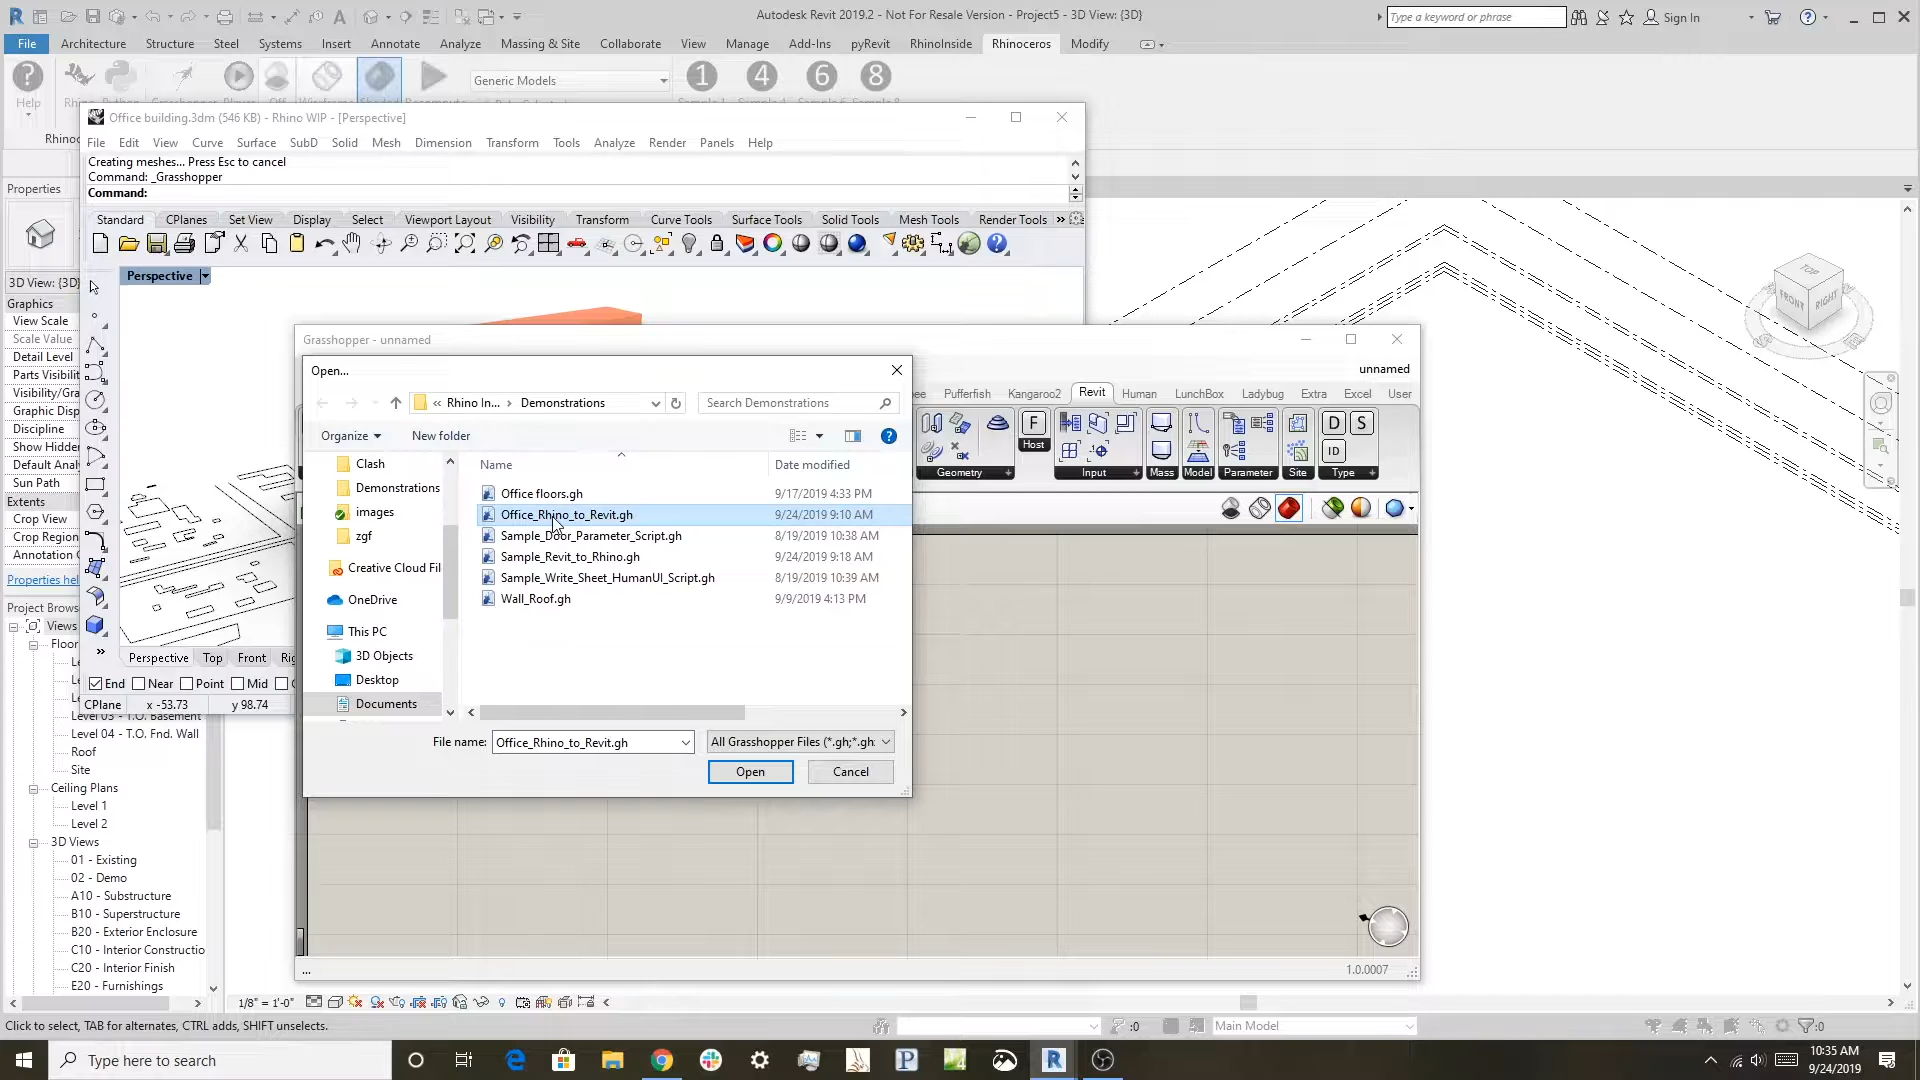 Autodesk Revit 2019.2 - Not For Resale Version - Project5 - 3D View: {3D}
Type a keyword or phrase
Sign In
File Architecture Structure Steel Systems Insert Annotate Analyze Massing & Site Collaborate View Manage Add-Ins pyRevit RhinoInside Rhinoceros Modify
Generic Models
1 4 6 8
Help
Office building.3dm (546 KB) - Rhino WIP - [Perspective]
File Edit View Curve Surface SubD Solid Mesh Dimension Transform Tools Analyze Render Panels Help
Creating meshes... Press Esc to cancel
Command: _Grasshopper
Command:
Standard CPlanes Set View Display Select Viewport Layout Visibility Transform Curve Tools Surface Tools Solid Tools Mesh Tools Render Tools
Perspective
Properties
3D View: {3D}
Graphics
View Scale
Scale Value
Detail Level
Parts Visibilit
Visibility/Gra
Graphic Disp
Discipline
Show Hidden
Default Anal
Sun Path
Extents
Crop View
Crop Region
Annotation C
Properties hel
Project Brows
Views
Floor
Level 03 - T.O. Basement
Level 04 - T.O. Fnd. Wall
Roof
Site
Ceiling Plans
Level 1
Level 2
3D Views
01 - Existing
02 - Demo
A10 - Substructure
B10 - Superstructure
B20 - Exterior Enclosure
C10 - Interior Constructio
C20 - Interior Finish
E20 - Furnishings
Perspective Top Front Rig
End Near Point Mid
CPlane x -53.73 y 98.74
Grasshopper - unnamed
unnamed
Pufferfish Kangaroo2 Revit Human LunchBox Ladybug Extra Excel User
F
Host
D S
ID
Geometry Input Mass Model Parameter Site Type
Open...
« Rhino In... › Demonstrations
Search Demonstrations
Organize New folder
Name Date modified
Clash
Demonstrations
images
zgf
Creative Cloud Fil
OneDrive
This PC
3D Objects
Desktop
Documents
Office floors.gh 9/17/2019 4:33 PM
Office_Rhino_to_Revit.gh 9/24/2019 9:10 AM
Sample_Door_Parameter_Script.gh 8/19/2019 10:38 AM
Sample_Revit_to_Rhino.gh 9/24/2019 9:18 AM
Sample_Write_Sheet_HumanUI_Script.gh 8/19/2019 10:39 AM
Wall_Roof.gh 9/9/2019 4:13 PM
File name: Office_Rhino_to_Revit.gh
All Grasshopper Files (*.gh;*.gh
Open Cancel
...
1.0.0007
TOP
FRONT
RIGHT
1/8" = 1'-0"
Click to select, TAB for alternates, CTRL adds, SHIFT unselects.
:0
Main Model
:0
Type here to search
10:35 AM
9/24/2019